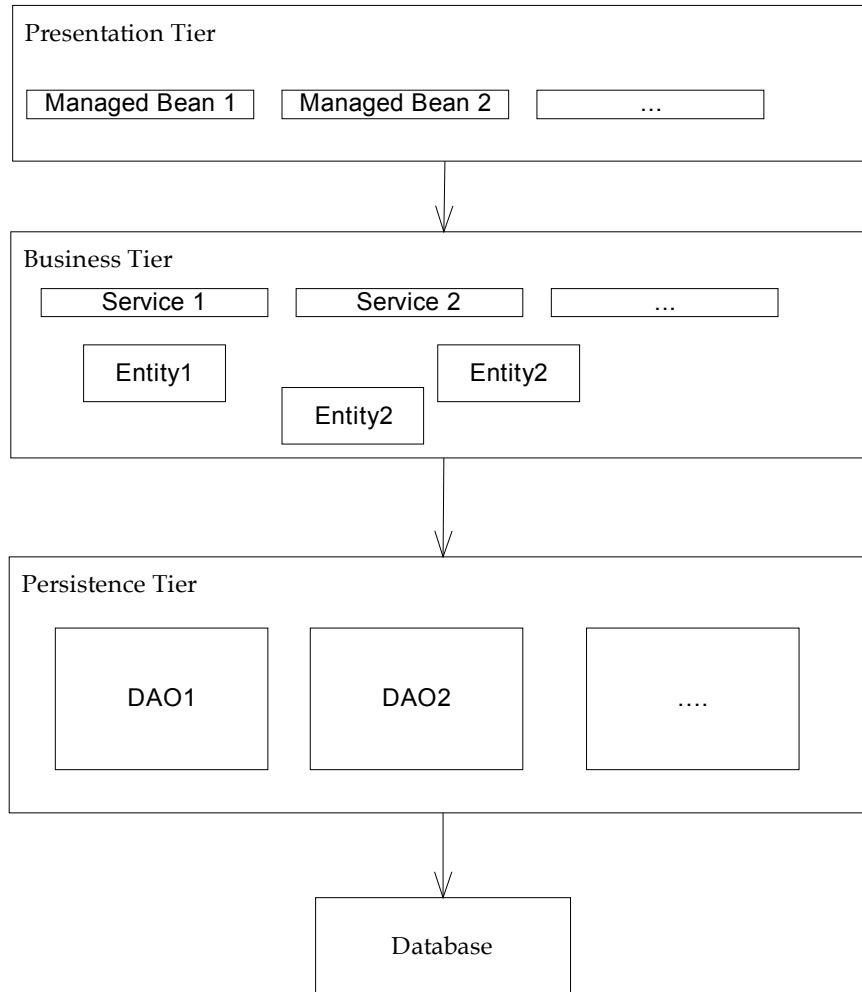 Presentation Tier
Managed Bean 1
Managed Bean 2
...
Business Tier
Service 1
Service 2
...
Entity1
Entity2
Entity2
Persistence Tier
DAO1
DAO2
....
Database